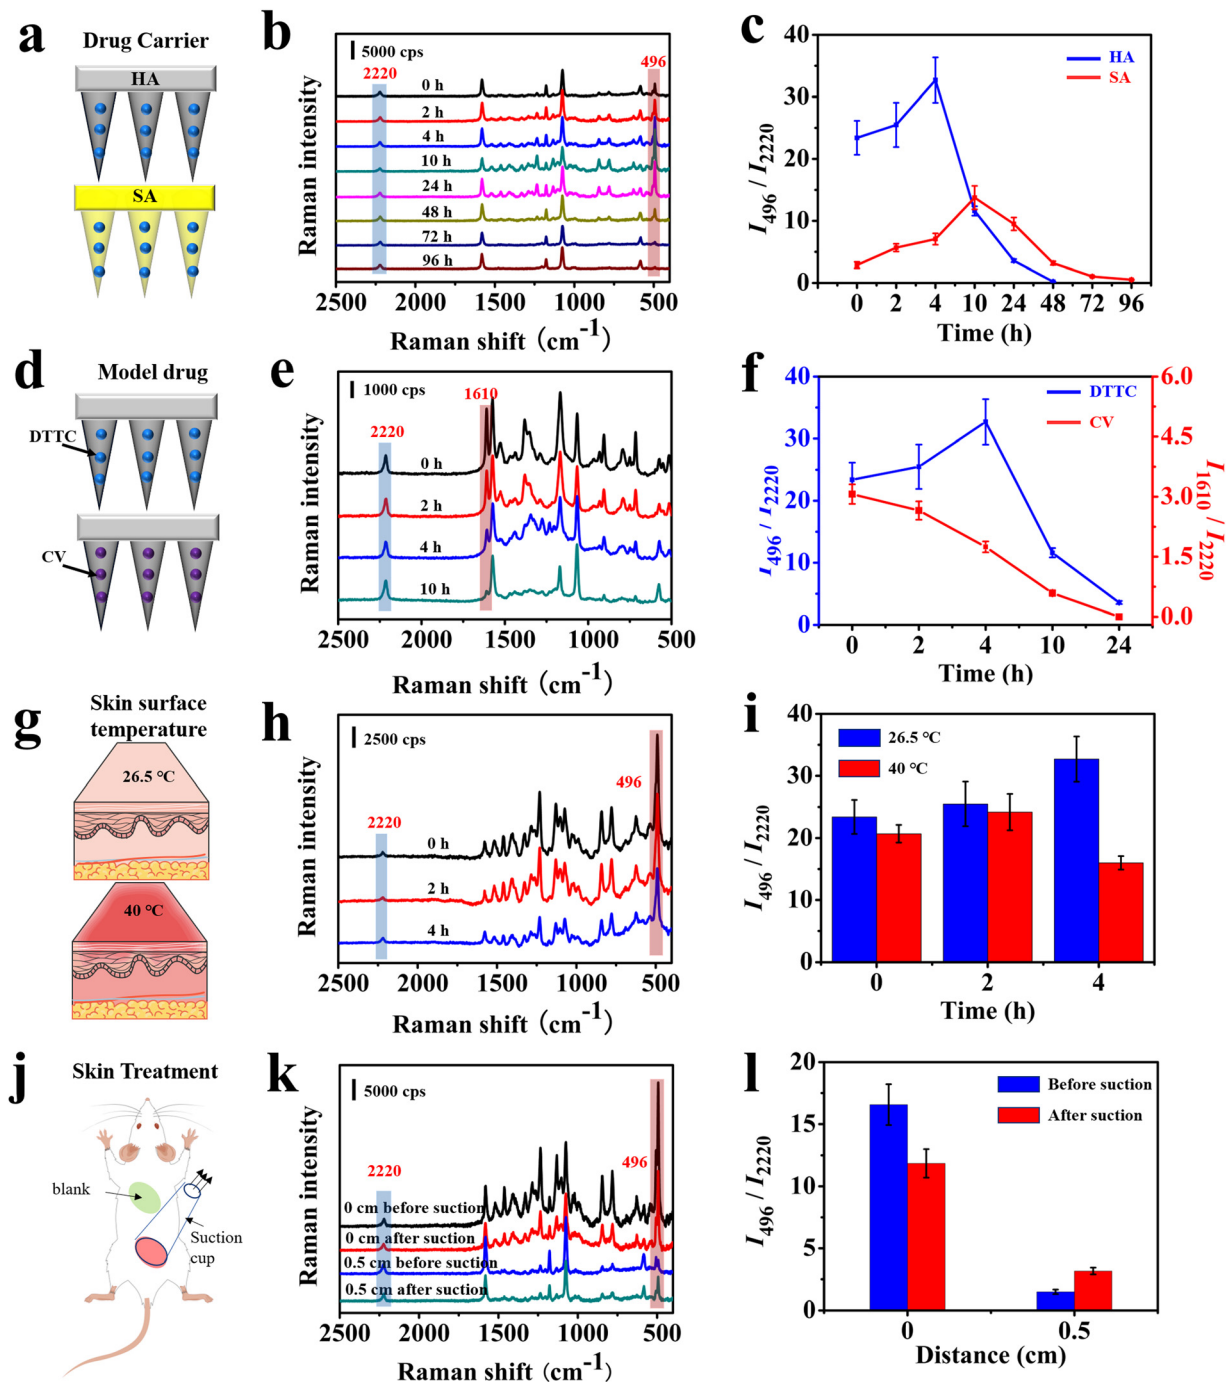 a
Drug Carrier
HA
SA
b
5000 cps
2220
496
0 h
2 h
4 h
10 h
24 h
48 h
72 h
96 h
Raman intensity
2500 2000 1500 1000 500
Raman shift (cm-1)
c
HA
SA
40
30
20
10
0
I496 / I2220
0 2 4 10 24 48 72 96
Time (h)
d
Model drug
DTTC
CV
e
1000 cps
1610
2220
0 h
2 h
4 h
10 h
Raman intensity
2500 2000 1500 1000 500
Raman shift (cm-1)
f
DTTC
CV
40
30
20
10
0
I496 / I2220
6.0
4.5
3.0
1.5
0.0
I1610 / I2220
0 2 4 10 24
Time (h)
g
Skin surface
temperature
26.5 °C
40 °C
h
2500 cps
496
2220
0 h
2 h
4 h
Raman intensity
2500 2000 1500 1000 500
Raman shift (cm-1)
i
26.5 °C
40 °C
40
30
20
10
0
I496 / I2220
0 2 4
Time (h)
j
Skin Treatment
blank
Suction
cup
k
5000 cps
2220
496
0 cm before suction
0 cm after suction
0.5 cm before suction
0.5 cm after suction
Raman intensity
2500 2000 1500 1000 500
Raman shift (cm-1)
l
Before suction
After suction
20
15
10
5
0
I496 / I2220
0 0.5
Distance (cm)